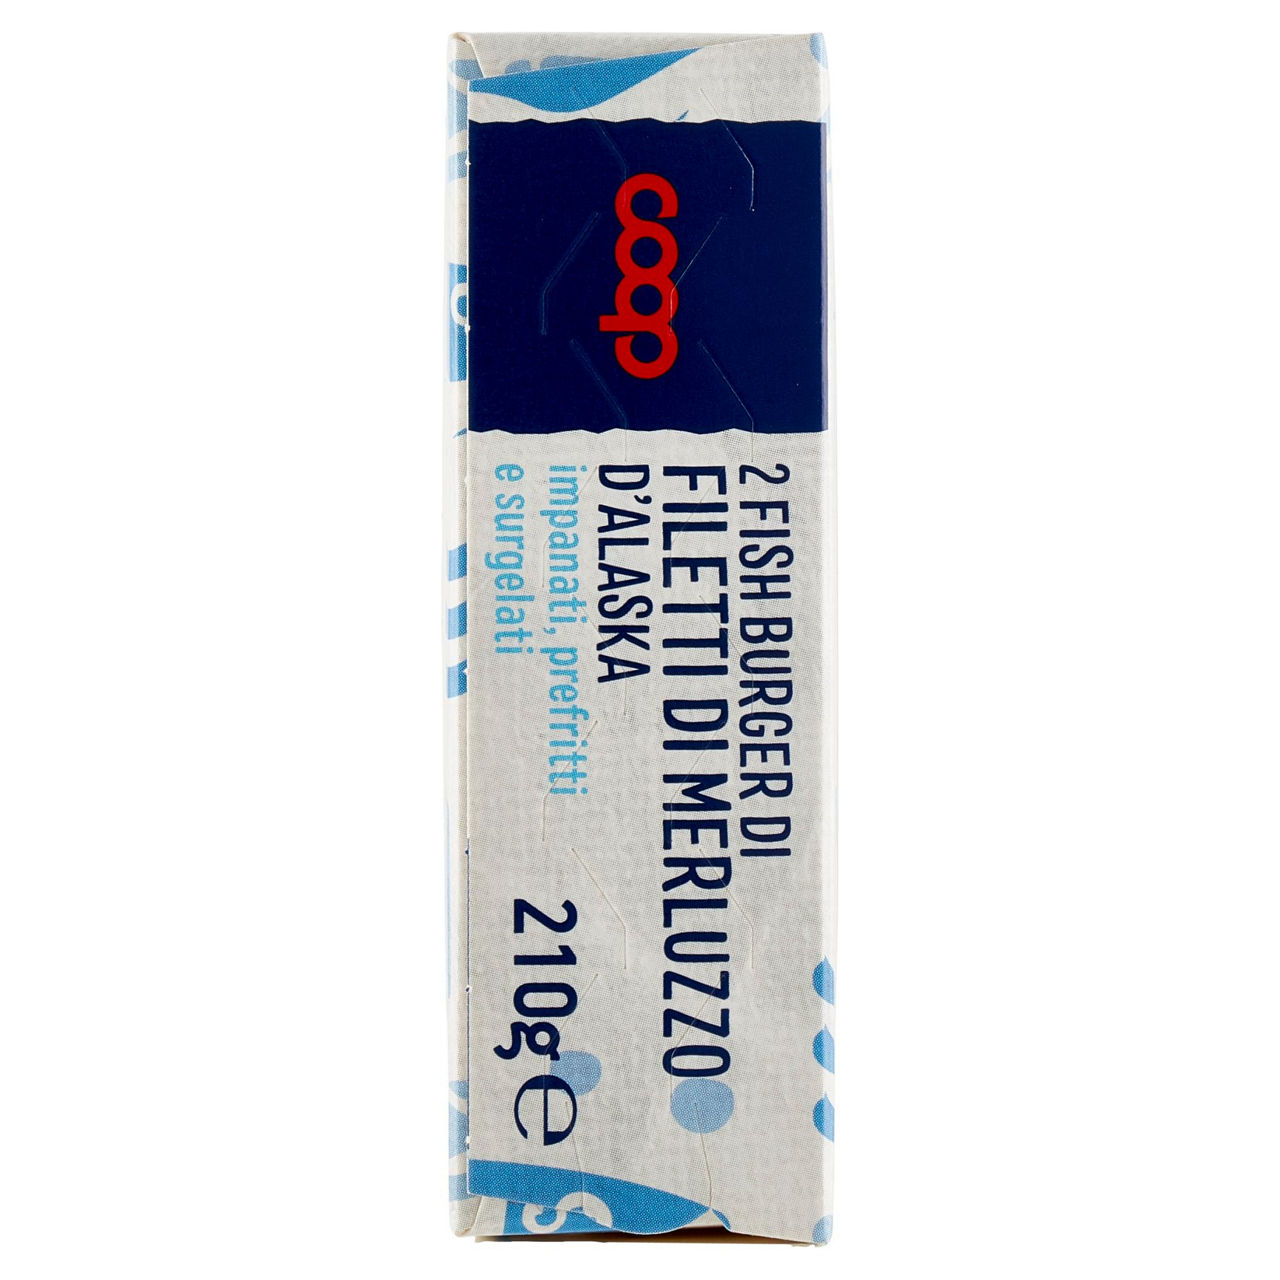 coop
2 FISH BURGER DI
FILETTI DI MERLUZZO
D'ALASKA
impanati, prefritti
e surgelati
210g e